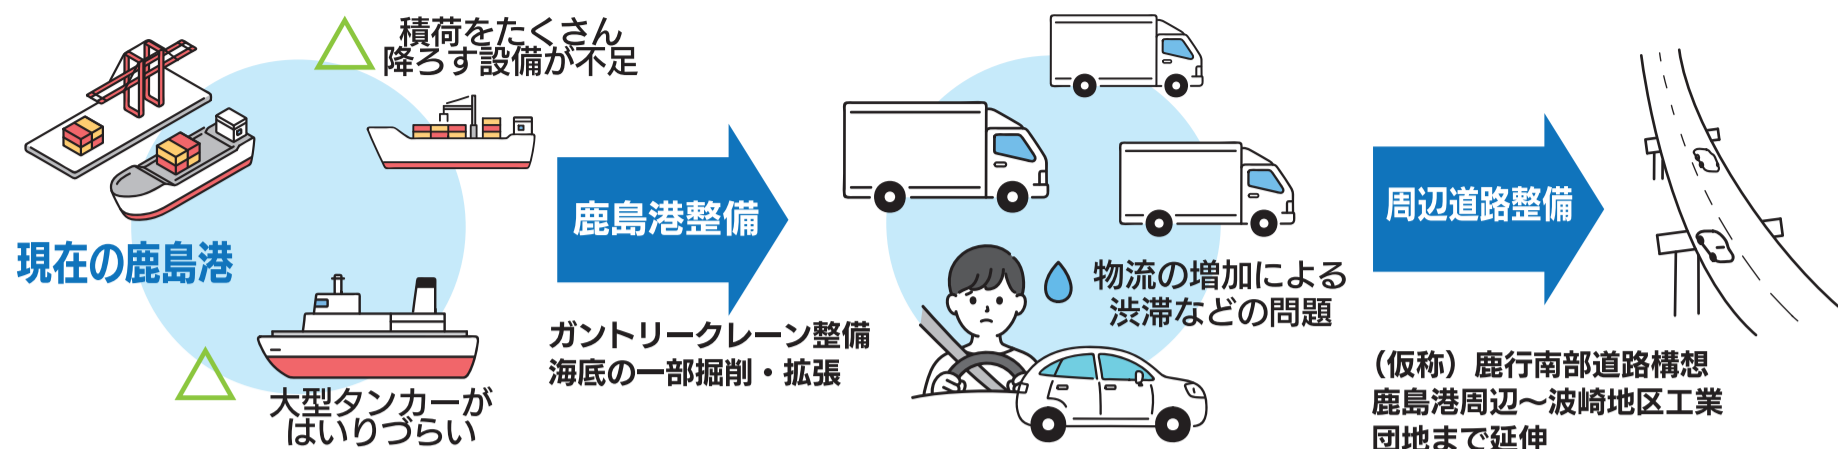 積荷をたくさん
降ろす設備が不足
現在の鹿島港
大型タンカーが
はいりづらい
鹿島港整備
ガントリークレーン整備
海底の一部掘削・拡張
物流の増加による
渋滞などの問題
周辺道路整備
（仮称）鹿行南部道路構想
鹿島港周辺～波崎地区工業
団地まで延伸